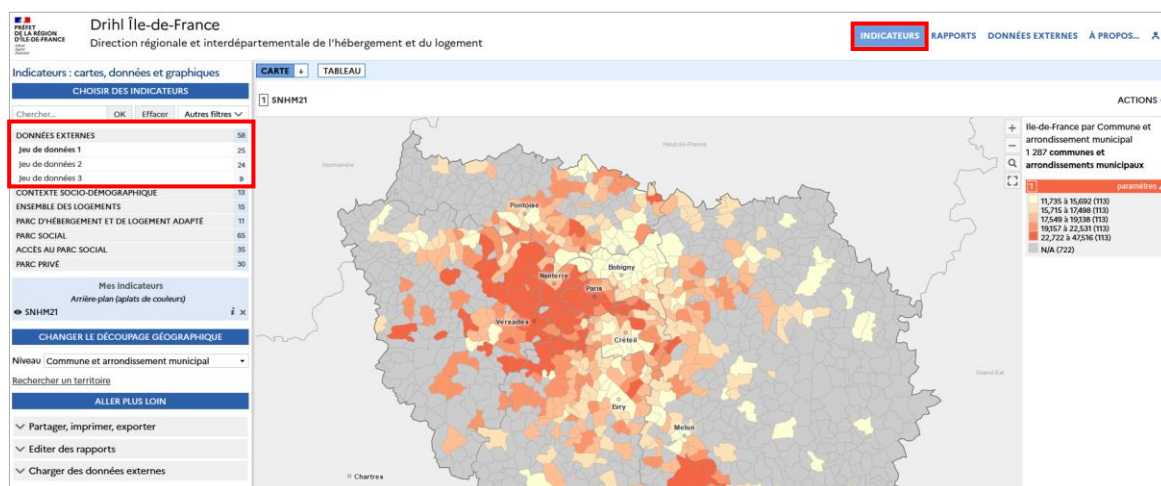 PRÉFET
DE LA RÉGION
D'ÎLE-DE-FRANCE
Drihl Île-de-France
Direction régionale et interdépartementale de l'hébergement et du logement
INDICATEURS RAPPORTS DONNÉES EXTERNES À PROPOS...
Indicateurs : cartes, données et graphiques
CHOISIR DES INDICATEURS
Chercher... OK Effacer Autres filtres
DONNÉES EXTERNES 58
Jeu de données 1 25
Jeu de données 2 24
Jeu de données 3 9
CONTEXTE SOCIO-DÉMOGRAPHIQUE 13
ENSEMBLE DES LOGEMENTS 15
PARC D'HÉBERGEMENT ET DE LOGEMENT ADAPTÉ 11
PARC SOCIAL 65
ACCÈS AU PARC SOCIAL 35
PARC PRIVÉ 30
Mes indicateurs
Arrière-plan (aplats de couleurs)
SNHM21 i ×
CHANGER LE DÉCOUPAGE GÉOGRAPHIQUE
Niveau Commune et arrondissement municipal
Rechercher un territoire
ALLER PLUS LOIN
Partager, imprimer, exporter
Editer des rapports
Charger des données externes
CARTE + TABLEAU
1 SNHM21
ACTIONS
Normandie
Haut-de-France
Pontoise
Bobigny
Nanterre
Paris
Versailles
Créteil
Grand-Est
Evry
Melun
Chartres
+
−
Ile-de-France par Commune et
arrondissement municipal
1 287 communes et
arrondissements municipaux
1 paramètres
11,735 à 15,692 (113)
15,715 à 17,498 (113)
17,549 à 19,138 (113)
19,157 à 22,531 (113)
22,722 à 47,516 (113)
N/A (722)